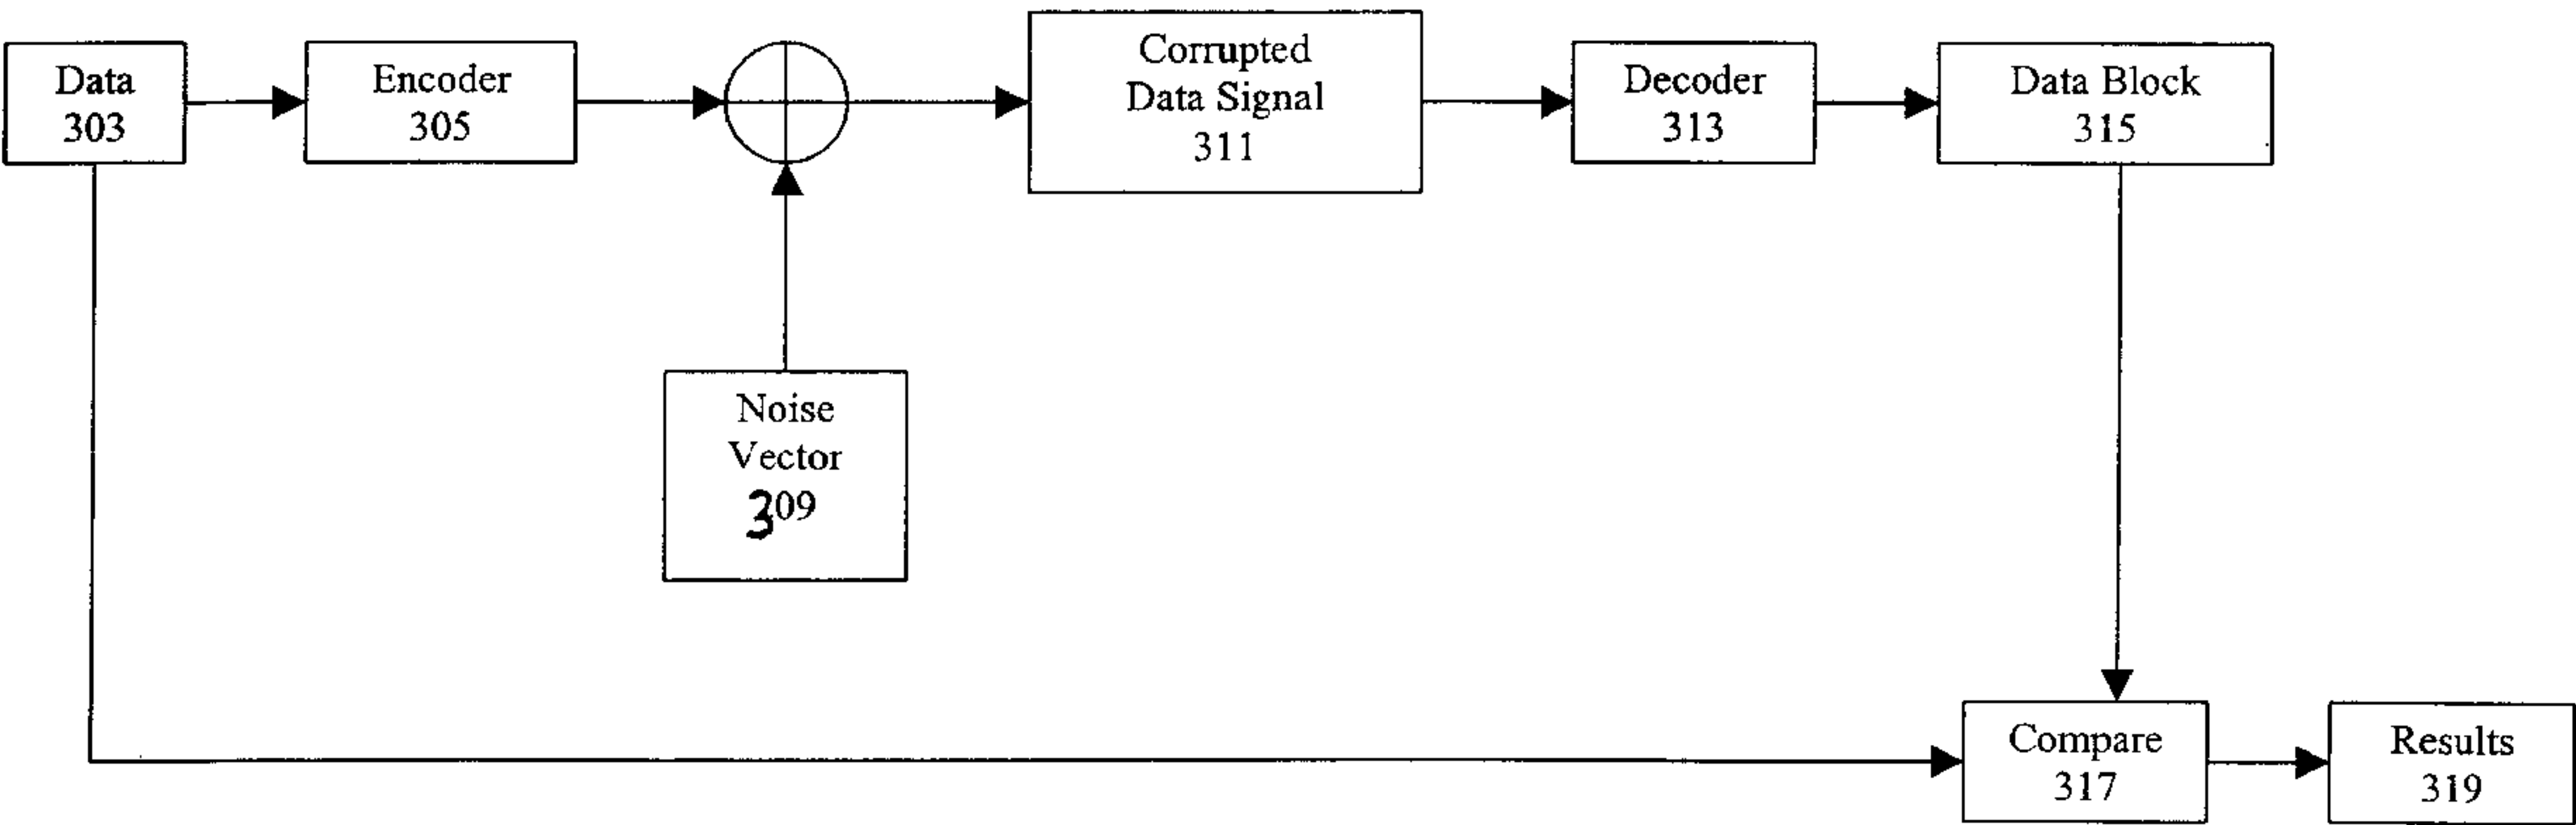 Data
303
Encoder
305
Corrupted
Data Signal
311
Decoder
313
Data Block
315
Noise
Vector
309
Compare
317
Results
319